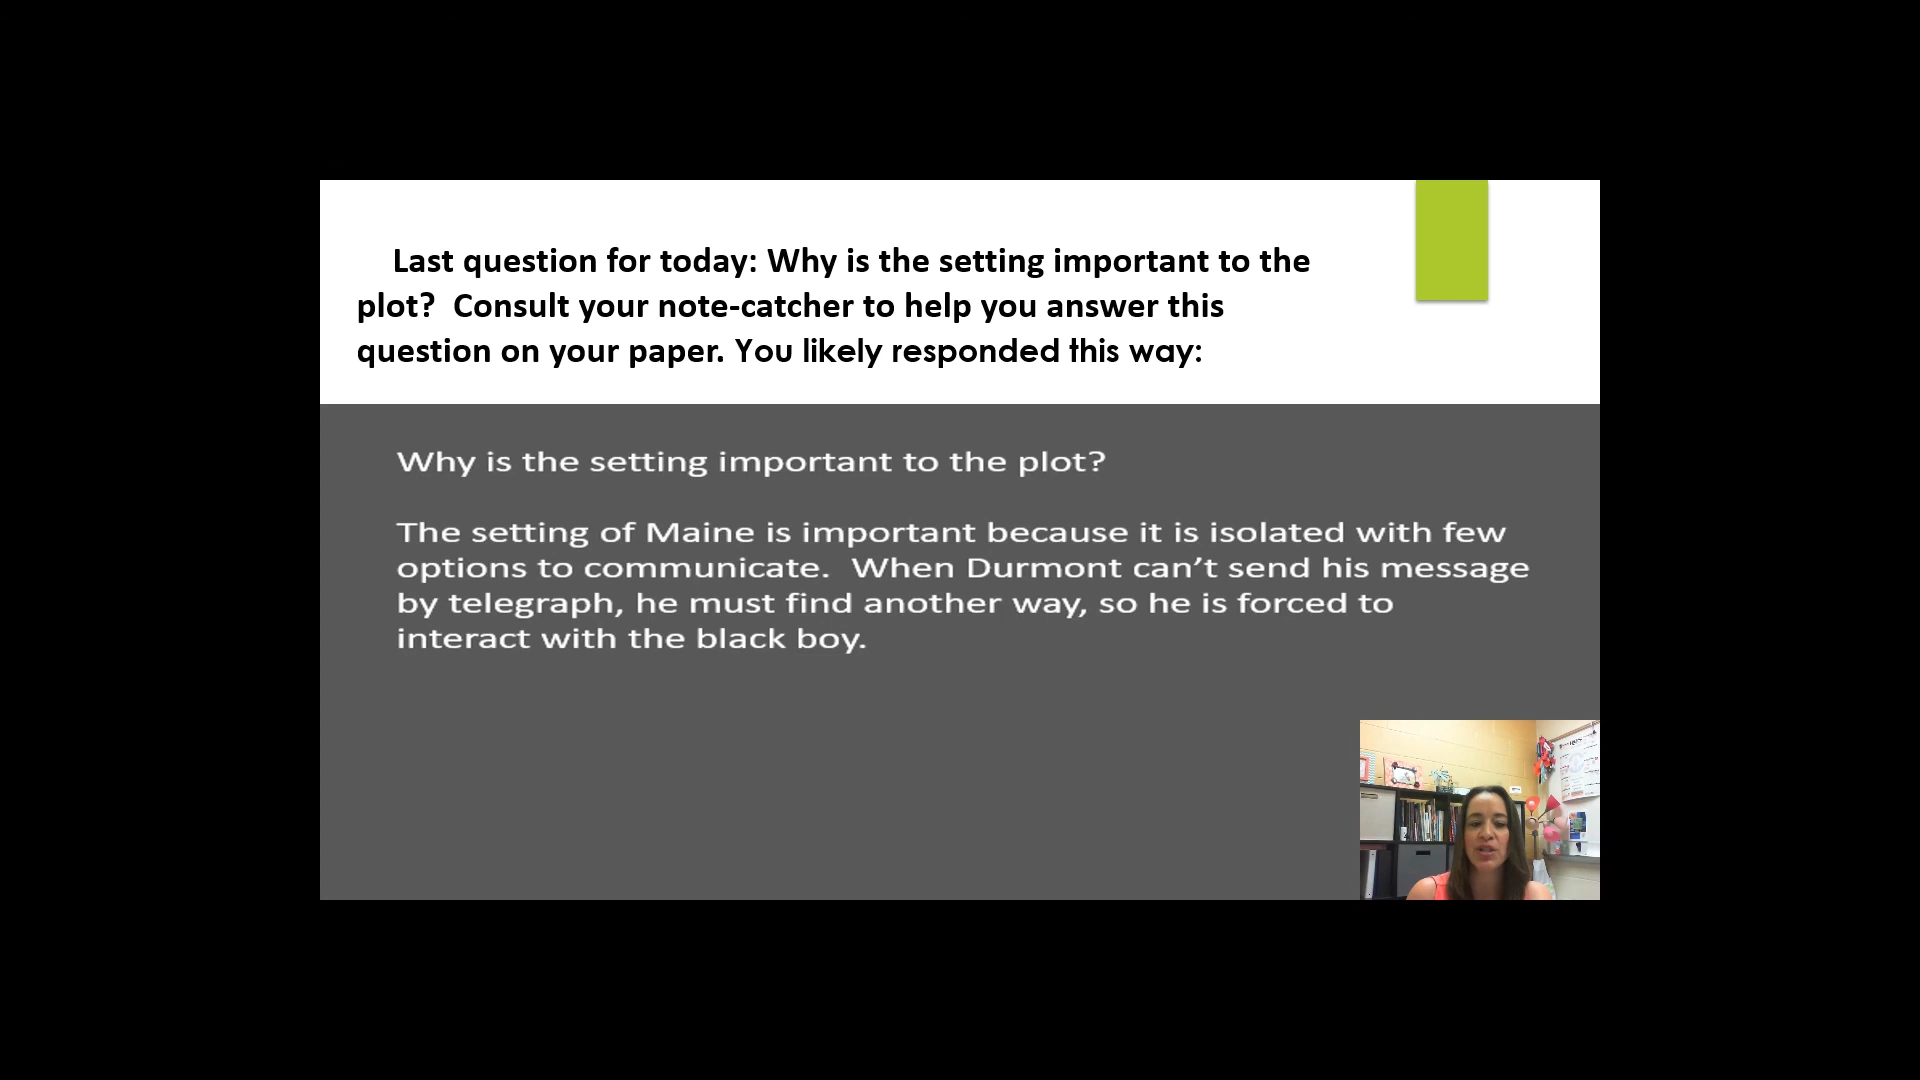 Last question for today: Why is the setting important to the
plot?  Consult your note-catcher to help you answer this
question on your paper. You likely responded this way:
Why is the setting important to the plot?
The setting of Maine is important because it is isolated with few
options to communicate.  When Durmont can’t send his message
by telegraph, he must find another way, so he is forced to
interact with the black boy.